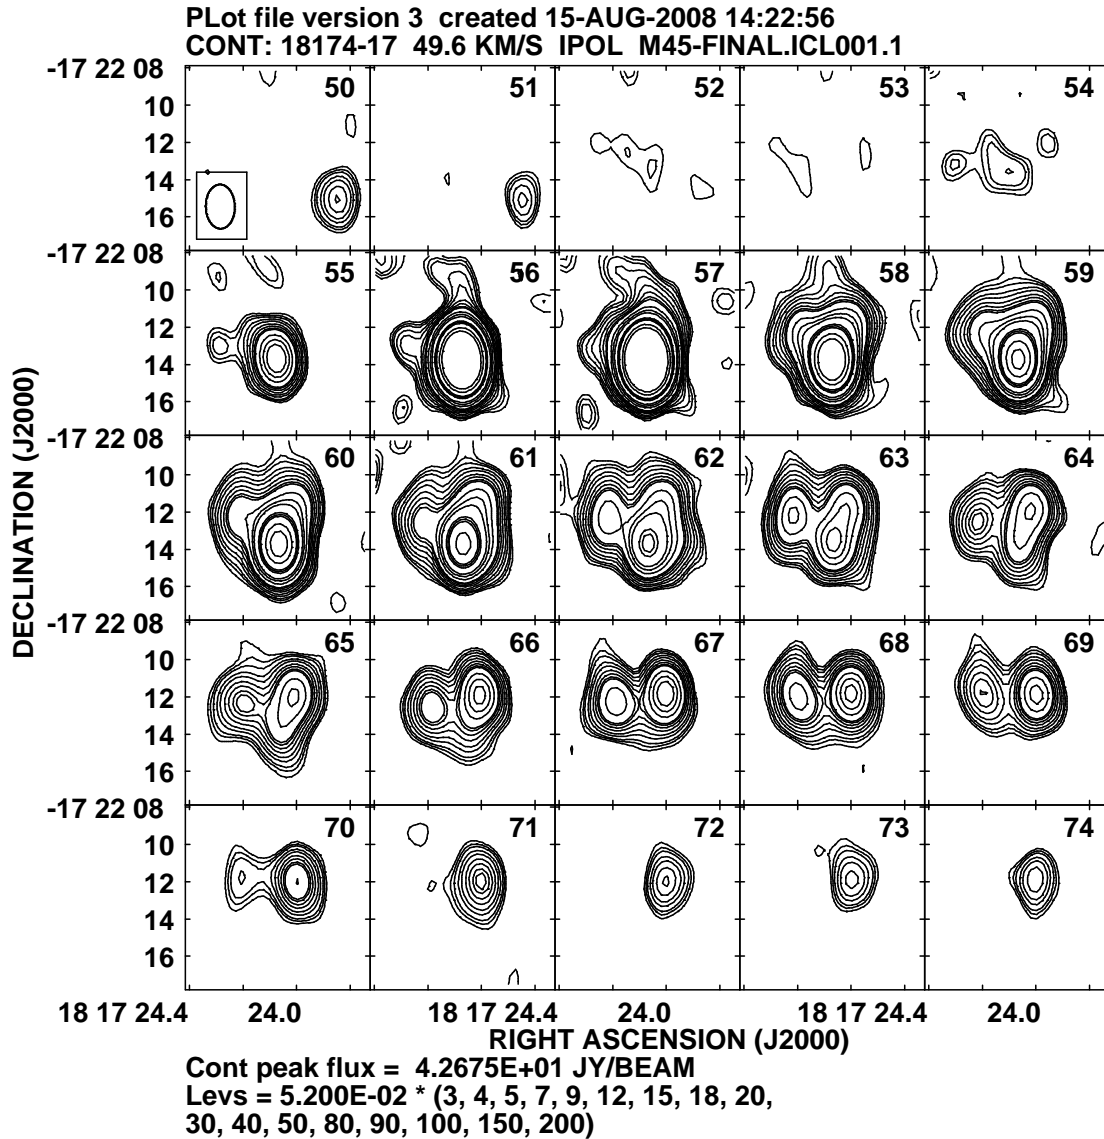 PLot file version 3 created 15-AUG-2008 14:22:56
CONT: 18174-17 49.6 KM/S IPOL M45-FINAL.ICL001.1
-17 22 08
50 51 52 53 54
10
12
14
16
-17 22 08
55 56 57 58 59
10
12
14
16
-17 22 08
60 61 62 63 64
10
12
14
16
-17 22 08
65 66 67 68 69
10
12
14
16
-17 22 08
70 71 72 73 74
10
12
14
16
DECLINATION (J2000)
18 17 24.4 24.0 18 17 24.4 24.0 18 17 24.4 24.0
RIGHT ASCENSION (J2000)
Cont peak flux = 4.2675E+01 JY/BEAM
Levs = 5.200E-02 * (3, 4, 5, 7, 9, 12, 15, 18, 20,
30, 40, 50, 80, 90, 100, 150, 200)